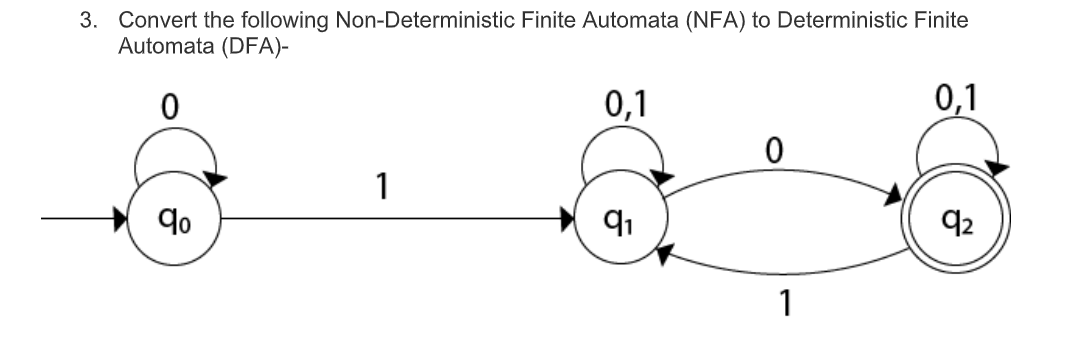 3. Convert the following Non-Deterministic Finite Automata (NFA) to Deterministic Finite
Automata (DFA)-
0
0,1
0,1
0
1
q₀
q₁
q₂
1